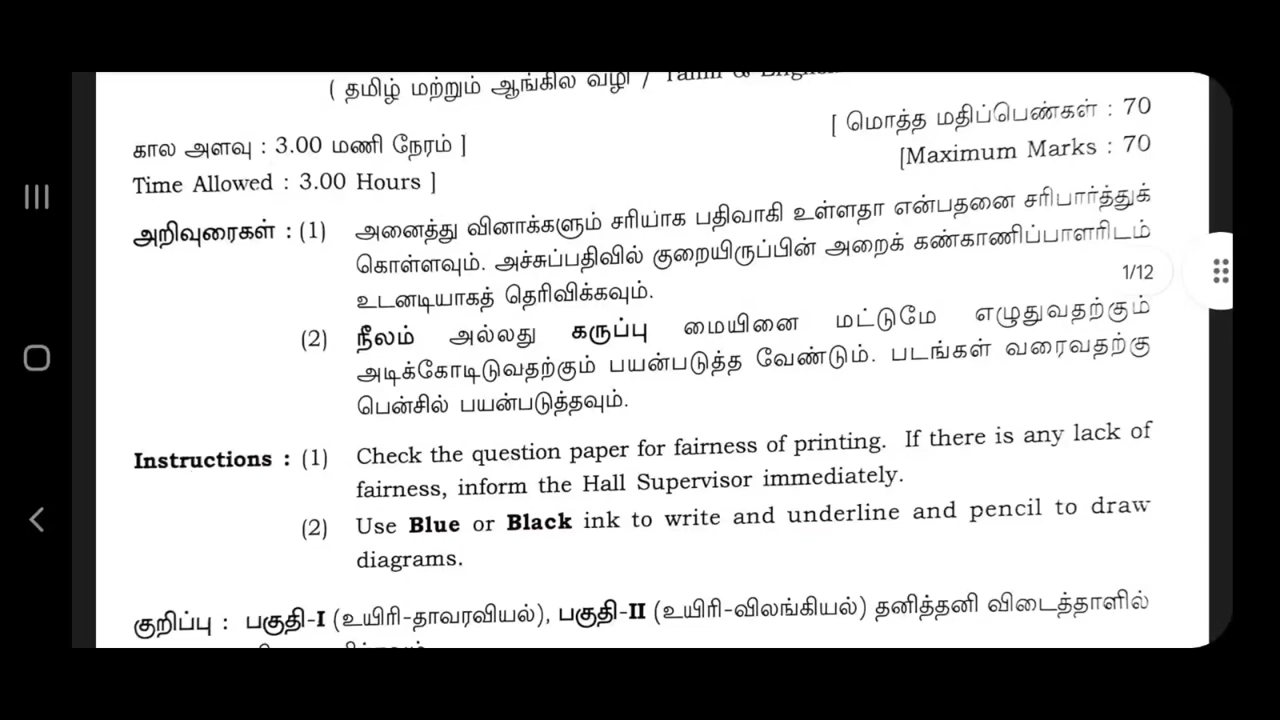 ( தமிழ் மற்றும் ஆங்கில வழி / Tamil & English
[ மொத்த மதிப்பெண்கள் : 70
கால அளவு : 3.00 மணி நேரம் ]
[Maximum Marks : 70
Time Allowed : 3.00 Hours ]
அறிவுரைகள் : (1) அனைத்து வினாக்களும் சரியாக பதிவாகி உள்ளதா என்பதனை சரிபார்த்துக்
கொள்ளவும். அச்சுப்பதிவில் குறையிருப்பின் அறைக் கண்காணிப்பாளரிடம்
1/12
உடனடியாகத் தெரிவிக்கவும்.
(2) நீலம் அல்லது கருப்பு மையினை மட்டுமே எழுதுவதற்கும்
அடிக்கோடிடுவதற்கும் பயன்படுத்த வேண்டும். படங்கள் வரைவதற்கு
பென்சில் பயன்படுத்தவும்.
Instructions : (1) Check the question paper for fairness of printing. If there is any lack of
fairness, inform the Hall Supervisor immediately.
(2) Use Blue or Black ink to write and underline and pencil to draw
diagrams.
குறிப்பு : பகுதி-I (உயிரி-தாவரவியல்), பகுதி-II (உயிரி-விலங்கியல்) தனித்தனி விடைத்தாளில்